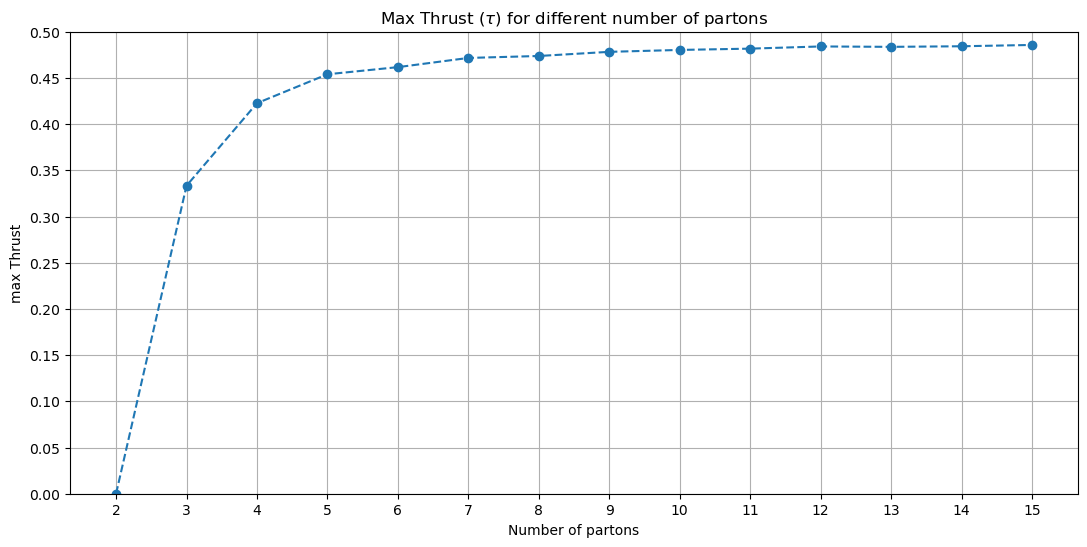 Max Thrust (τ) for different number of partons
0.50
0.45
0.40
0.35
0.30
0.25
0.20
0.15
0.10
0.05
0.00
max Thrust
2 3 4 5 6 7 8 9 10 11 12 13 14 15
Number of partons